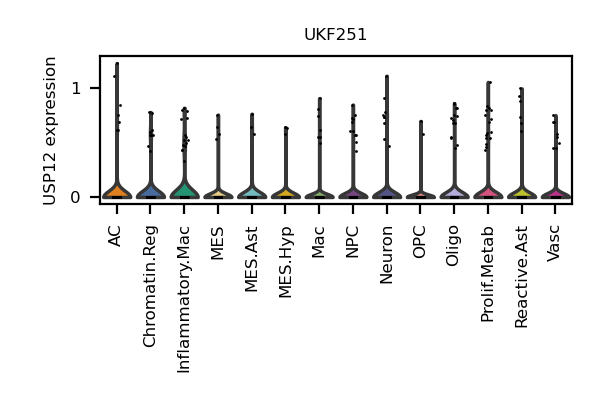 UKF251
USP12 expression
1
0
AC
Chromatin.Reg
Inflammatory.Mac
MES
MES.Ast
MES.Hyp
Mac
NPC
Neuron
OPC
Oligo
Prolif.Metab
Reactive.Ast
Vasc